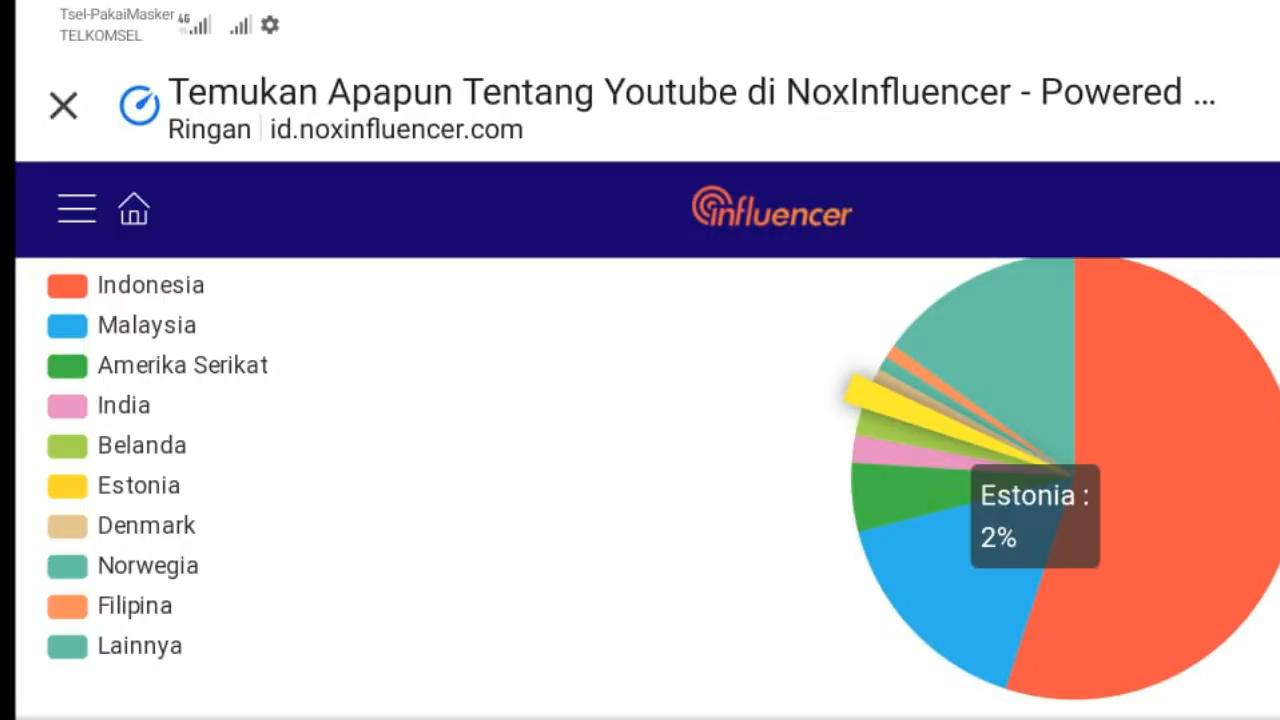 Tsel-PakaiMasker 4G
TELKOMSEL
Temukan Apapun Tentang Youtube di NoxInfluencer - Powered ...
Ringan id.noxinfluencer.com
influencer
Indonesia
Malaysia
Amerika Serikat
India
Belanda
Estonia
Denmark
Norwegia
Filipina
Lainnya
Estonia :
2%